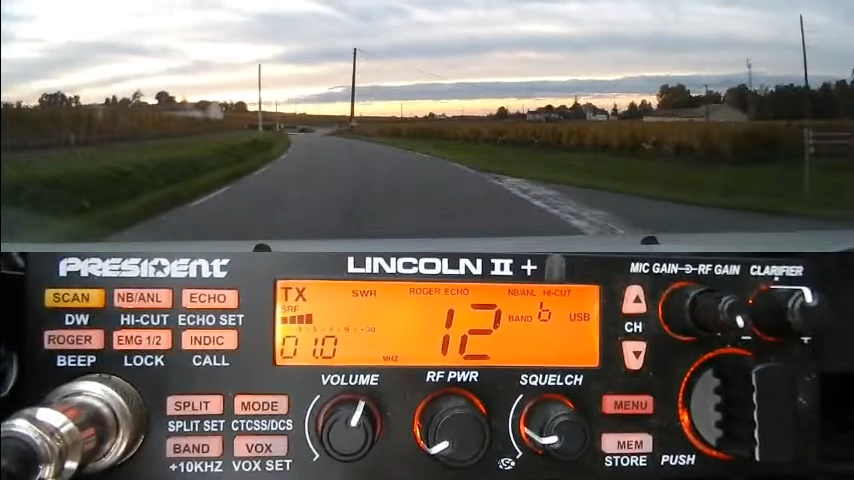 PRESIDENT LINCOLN II + MIC GAIN RF GAIN CLARIFIER
SCAN NB/ANL ECHO
DW HI-CUT ECHO SET
ROGER EMG 1/2 INDIC
BEEP LOCK CALL
TX SWR ROGER ECHO NB/ANL HI-CUT
SRF
12 BAND 6 USB
01.0 MHZ
CH
VOLUME RF PWR SQUELCH
SPLIT MODE MENU
SPLIT SET CTCSS/DCS
BAND VOX MEM
+10KHZ VOX SET ASC STORE PUSH